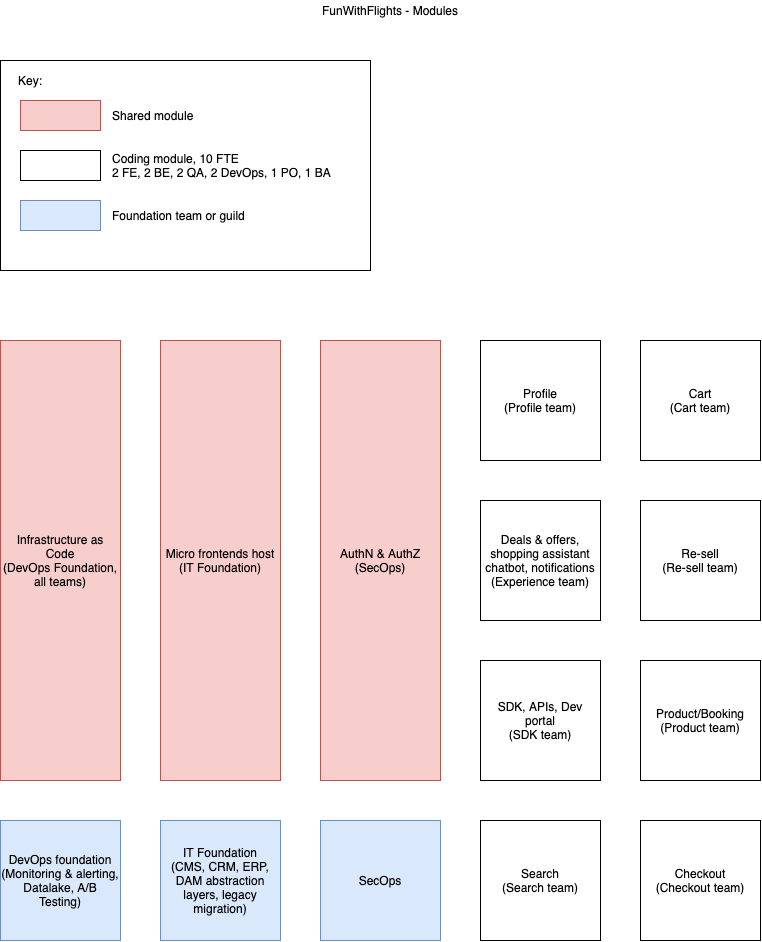 FunWithFlights - Modules
Key:
Shared module
Coding module, 10 FTE
2 FE, 2 BE, 2 QA, 2 DevOps, 1 PO, 1 BA
Foundation team or guild
Infrastructure as
Code
(DevOps Foundation,
all teams)
Micro frontends host
(IT Foundation)
AuthN & AuthZ
(SecOps)
Profile
(Profile team)
Cart
(Cart team)
Deals & offers,
shopping assistant
chatbot, notifications
(Experience team)
Re-sell
(Re-sell team)
SDK, APIs, Dev
portal
(SDK team)
Product/Booking
(Product team)
DevOps foundation
(Monitoring & alerting,
Datalake, A/B
Testing)
IT Foundation
(CMS, CRM, ERP,
DAM abstraction
layers, legacy
migration)
SecOps
Search
(Search team)
Checkout
(Checkout team)